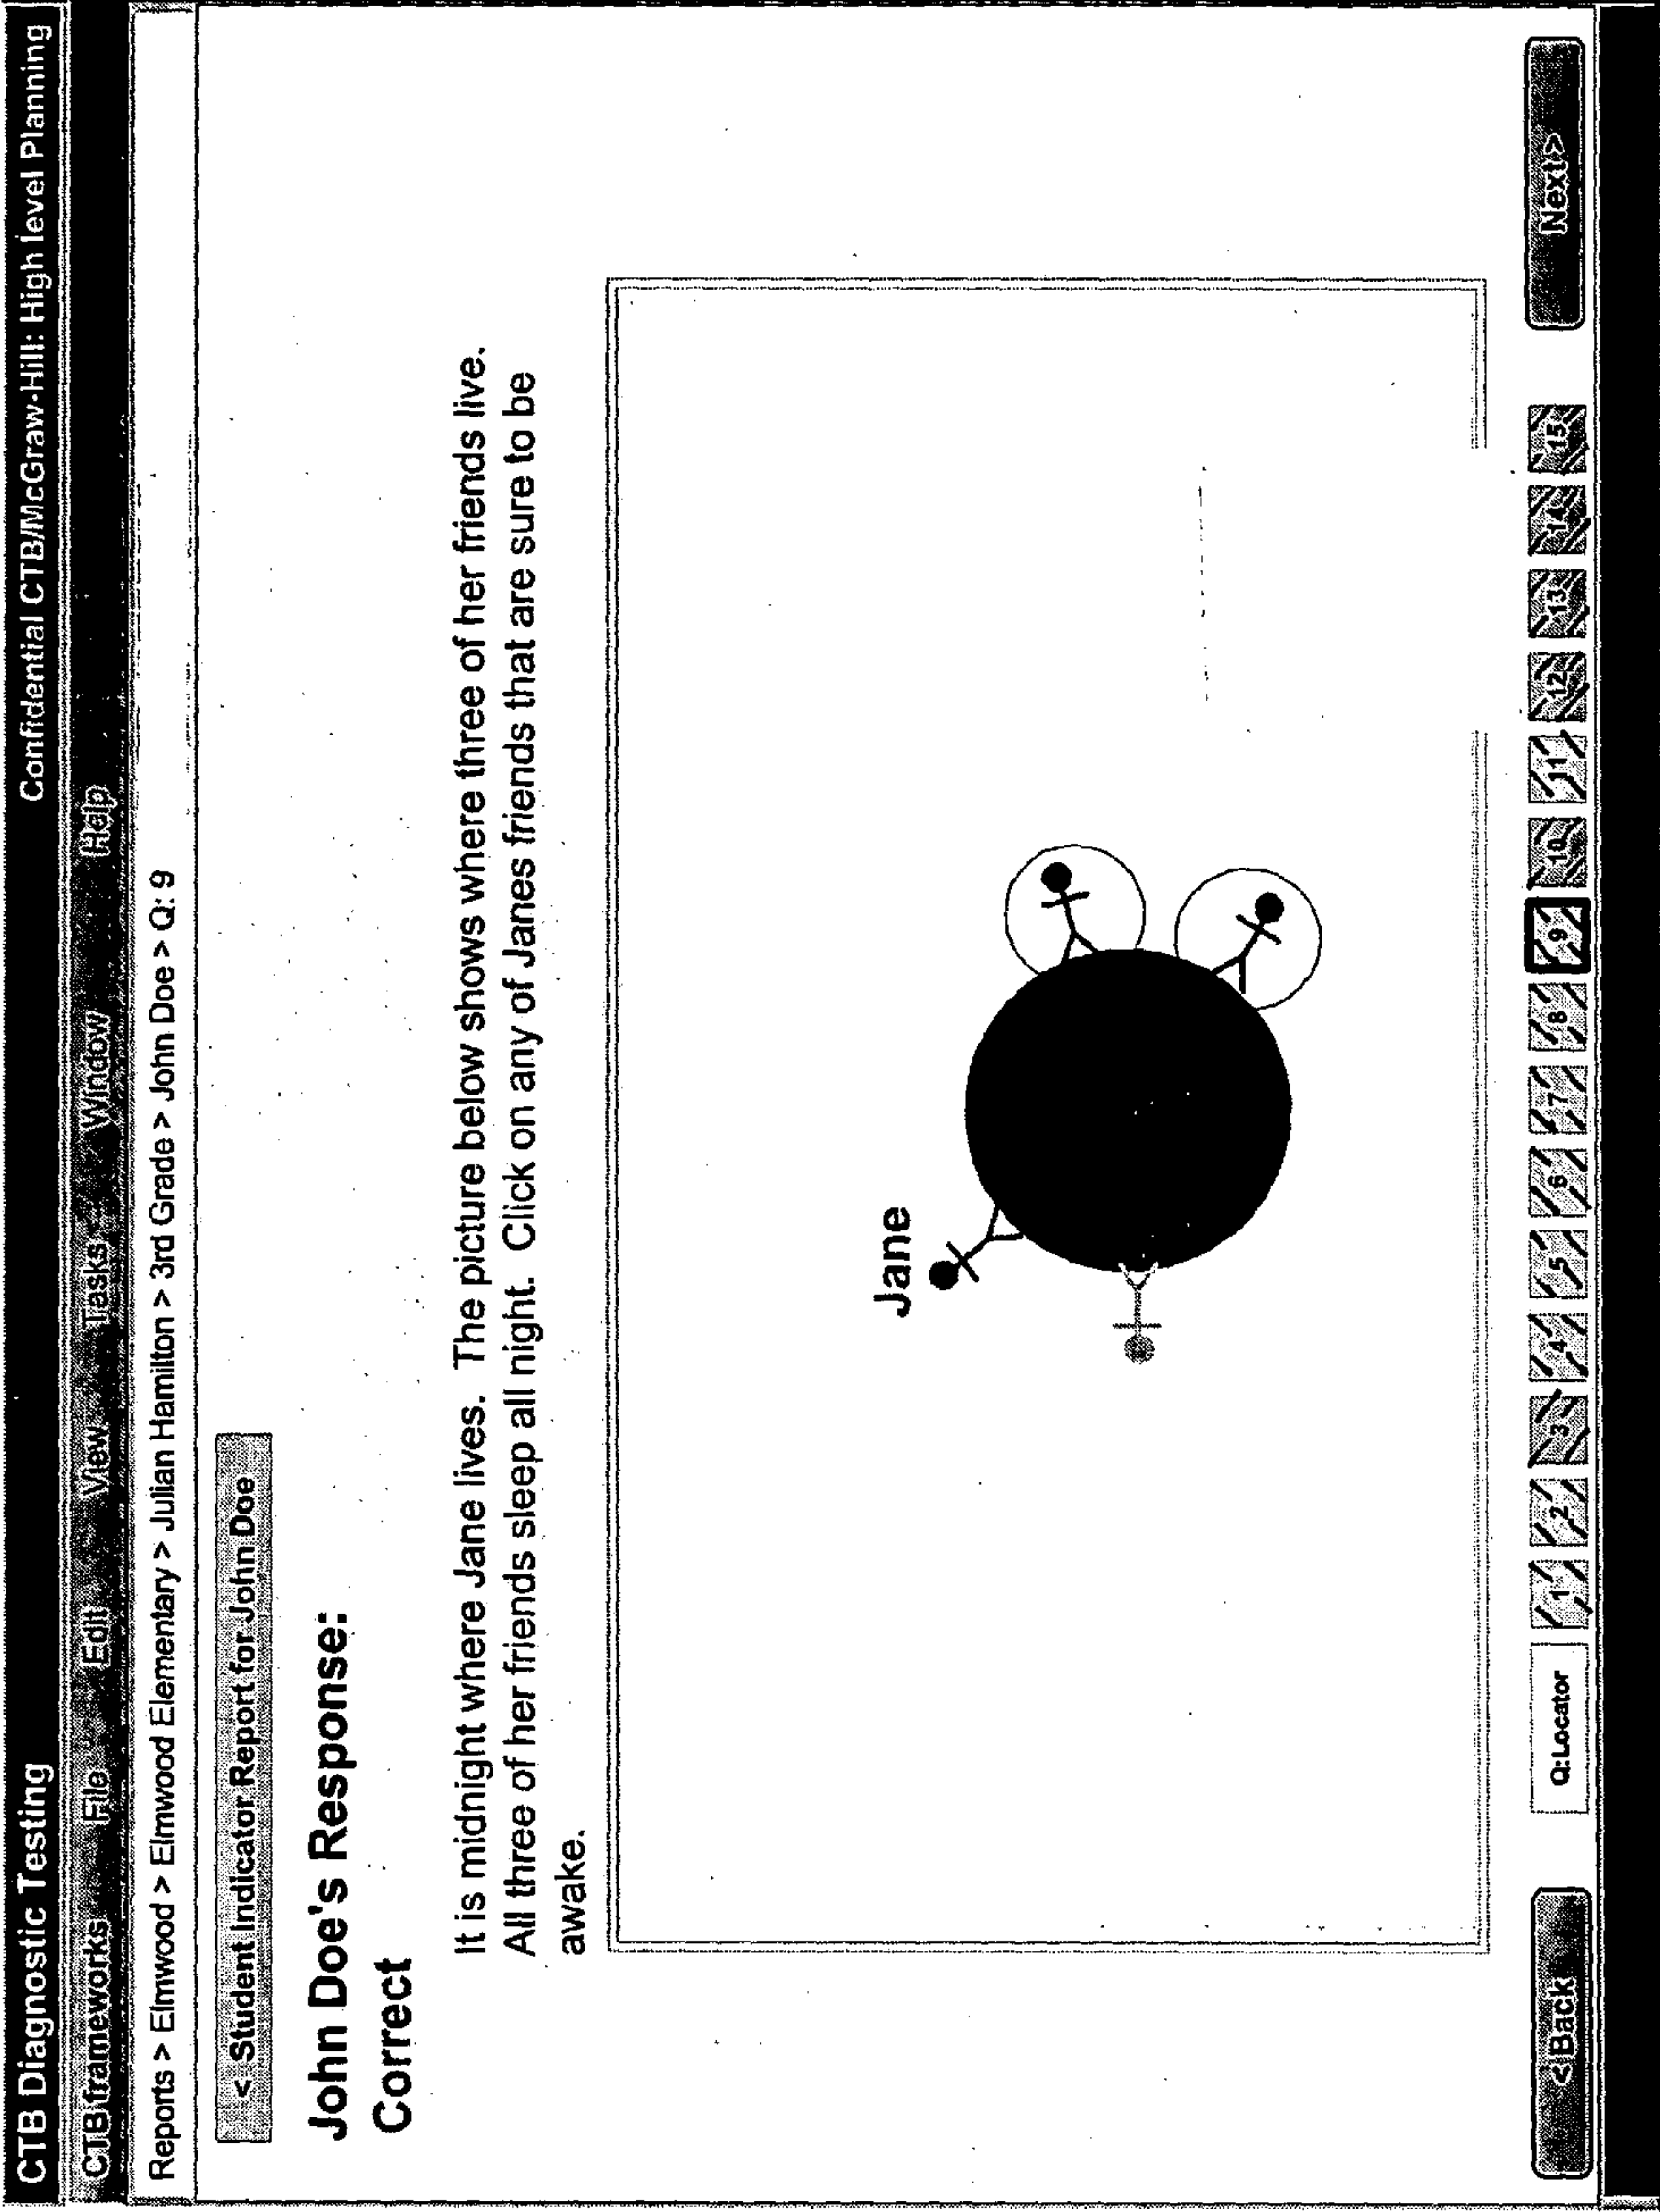 CTB Diagnostic Testing
Confidential CTB/McGraw-Hill: High level Planning
CTB frameworks File Edit View Tasks Window Help
Reports > Elmwood > Elmwood Elementary > Julian Hamilton > 3rd Grade > John Doe > Q: 9
< Student Indicator Report for John Doe
John Doe's Response:
Correct
It is midnight where Jane lives. The picture below shows where three of her friends live.
All three of her friends sleep all night. Click on any of Janes friends that are sure to be
awake.
Jane
< Back
Q:Locator
1 2 3 4 5 6 7 8 9 10 11 12 13 14 15
Next >